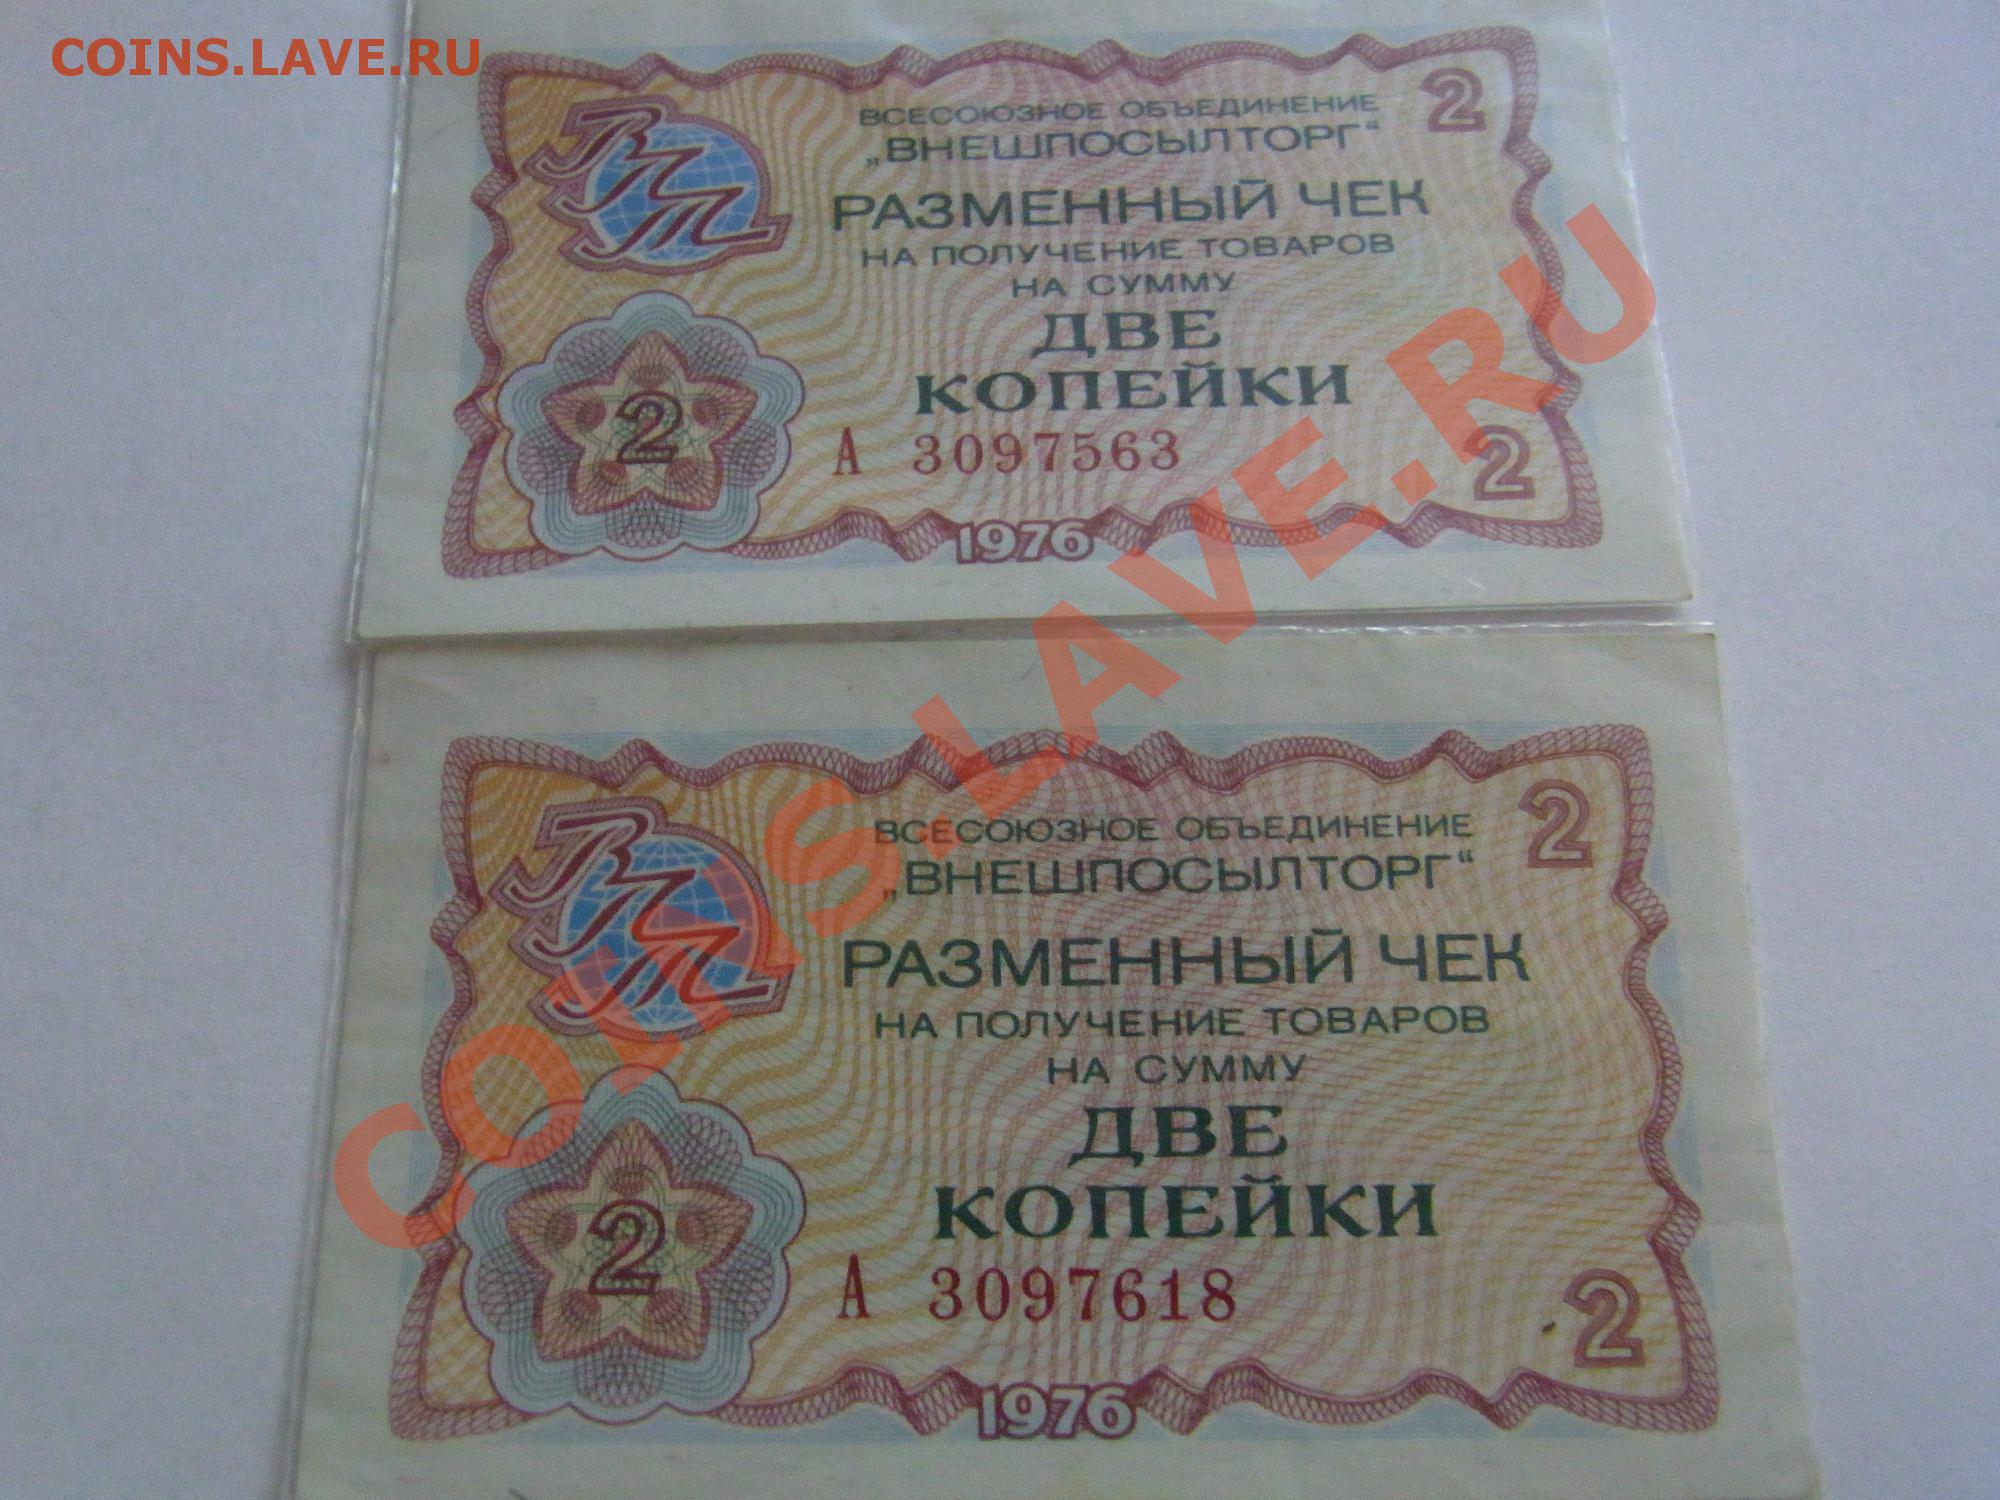 COINS.LAVE.RU
ВПТ
ВСЕСОЮЗНОЕ ОБЪЕДИНЕНИЕ
„ВНЕШПОСЫЛТОРГ“
РАЗМЕННЫЙ ЧЕК
НА ПОЛУЧЕНИЕ ТОВАРОВ
НА СУММУ
ДВЕ
КОПЕЙКИ
А 3097563
2
2
2
1976
COINS.LAVE.RU
ВПТ
ВСЕСОЮЗНОЕ ОБЪЕДИНЕНИЕ
„ВНЕШПОСЫЛТОРГ“
РАЗМЕННЫЙ ЧЕК
НА ПОЛУЧЕНИЕ ТОВАРОВ
НА СУММУ
ДВЕ
КОПЕЙКИ
А 3097618
2
2
2
1976